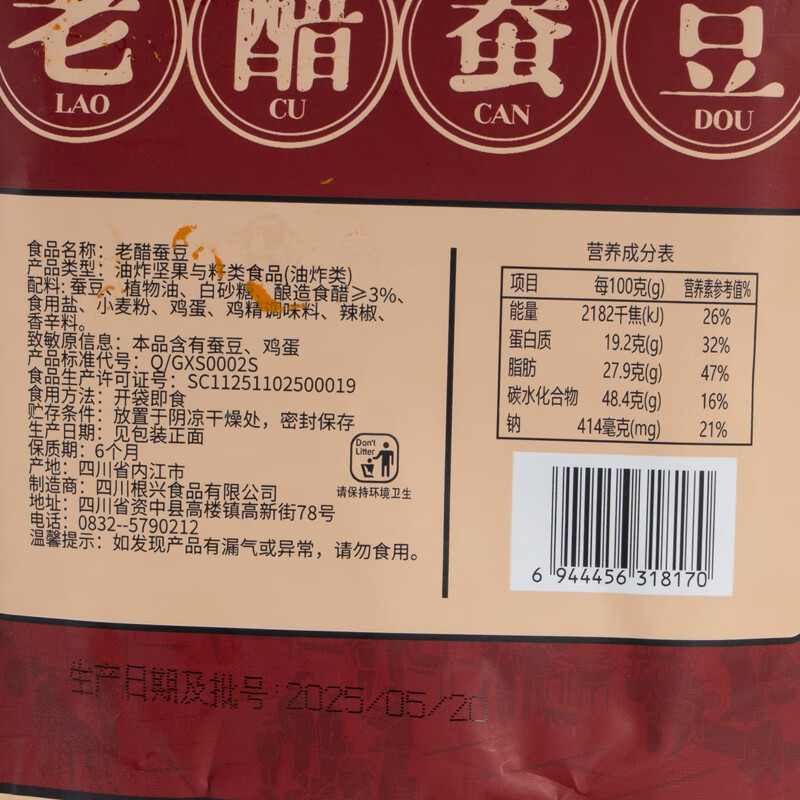 老 醋 蚕 豆
LAO CU CAN DOU
食品名称：老醋蚕豆
产品类型：油炸坚果与籽类食品(油炸类)
配料：蚕豆、植物油、白砂糖、酿造食醋≥3%、
食用盐、小麦粉、鸡蛋、鸡精调味料、辣椒、
香辛料。
致敏原信息：本品含有蚕豆、鸡蛋
产品标准代号：Q/GXS0002S
食品生产许可证号：SC11251102500019
食用方法：开袋即食
贮存条件：放置于阴凉干燥处，密封保存
生产日期：见包装正面
保质期：6个月
产地：四川省内江市
制造商：四川根兴食品有限公司
地址：四川省资中县高楼镇高新街78号
电话：0832--5790212
温馨提示：如发现产品有漏气或异常，请勿食用。
Don't
Litter
请保持环境卫生
营养成分表
项目 每100克(g) 营养素参考值%
能量 2182千焦(kJ) 26%
蛋白质 19.2克(g) 32%
脂肪 27.9克(g) 47%
碳水化合物 48.4克(g) 16%
钠 414毫克(mg) 21%
6 944456 318170
生产日期及批号：2025/05/20